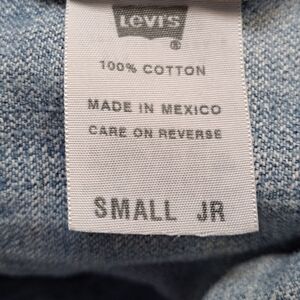 Levi's
®
100% COTTON
MADE IN MEXICO
CARE ON REVERSE
SMALL JR